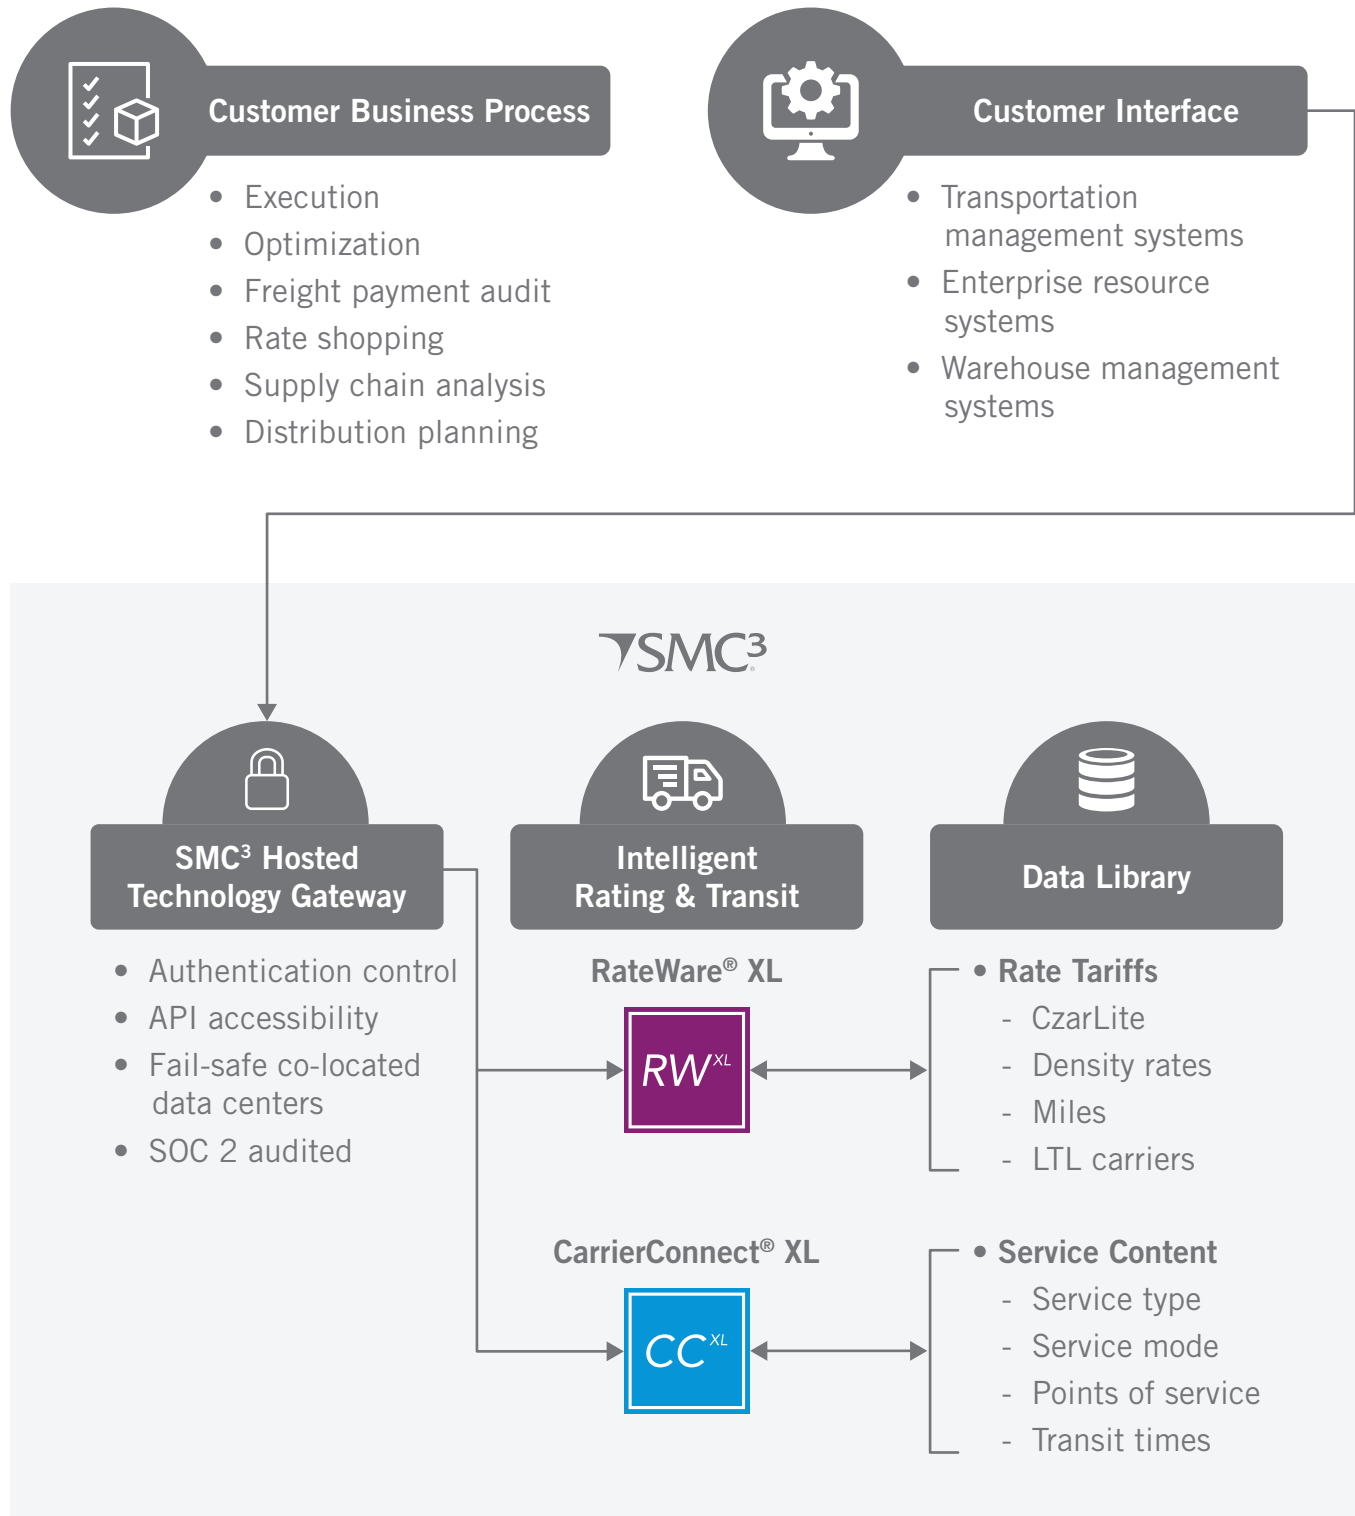 Customer Business Process
• Execution
• Optimization
• Freight payment audit
• Rate shopping
• Supply chain analysis
• Distribution planning
Customer Interface
• Transportation
management systems
• Enterprise resource
systems
• Warehouse management
systems
SMC³®
SMC³ Hosted
Technology Gateway
• Authentication control
• API accessibility
• Fail-safe co-located
data centers
• SOC 2 audited
Intelligent
Rating & Transit
RateWare® XL
RW XL
CarrierConnect® XL
CC XL
Data Library
• Rate Tariffs
- CzarLite
- Density rates
- Miles
- LTL carriers
• Service Content
- Service type
- Service mode
- Points of service
- Transit times